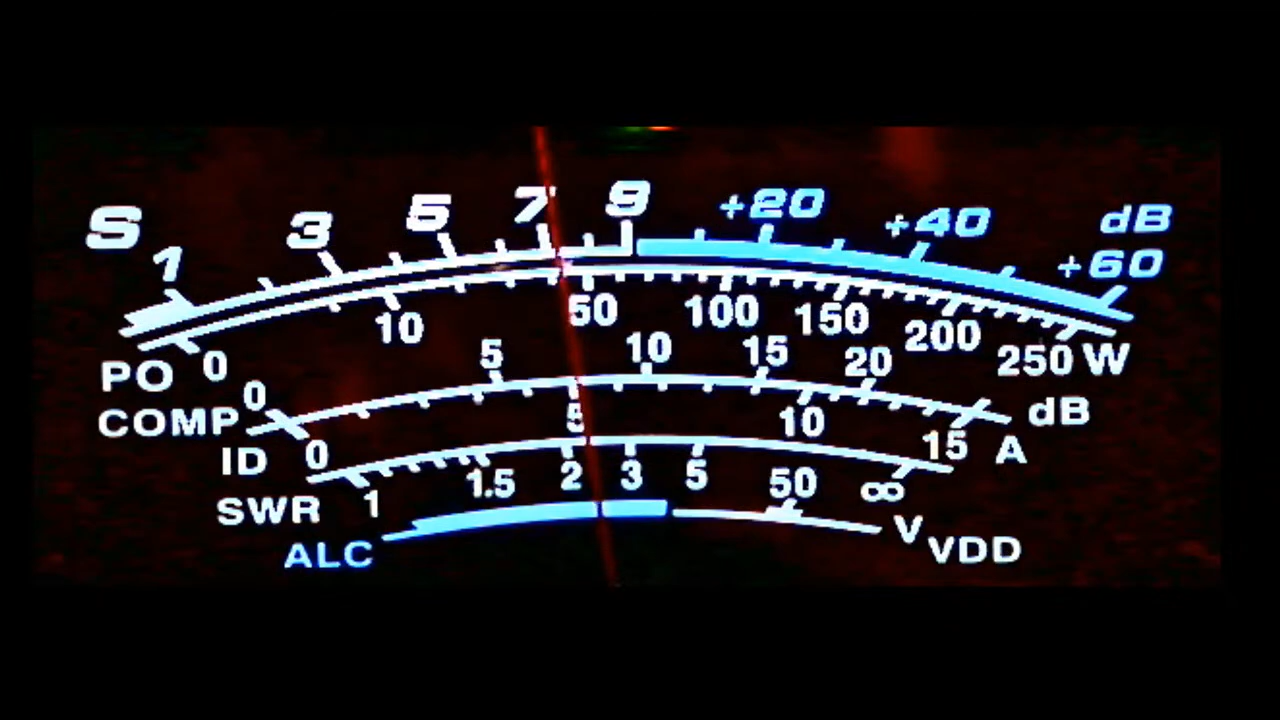 S 1 3 5 7 9 +20 +40 +60 dB
PO 0 10 50 100 150 200 250 W
COMP 0 5 10 15 20 dB
ID 0 5 10 15 A
SWR 1 1.5 2 3 5 50 ∞
ALC V VDD